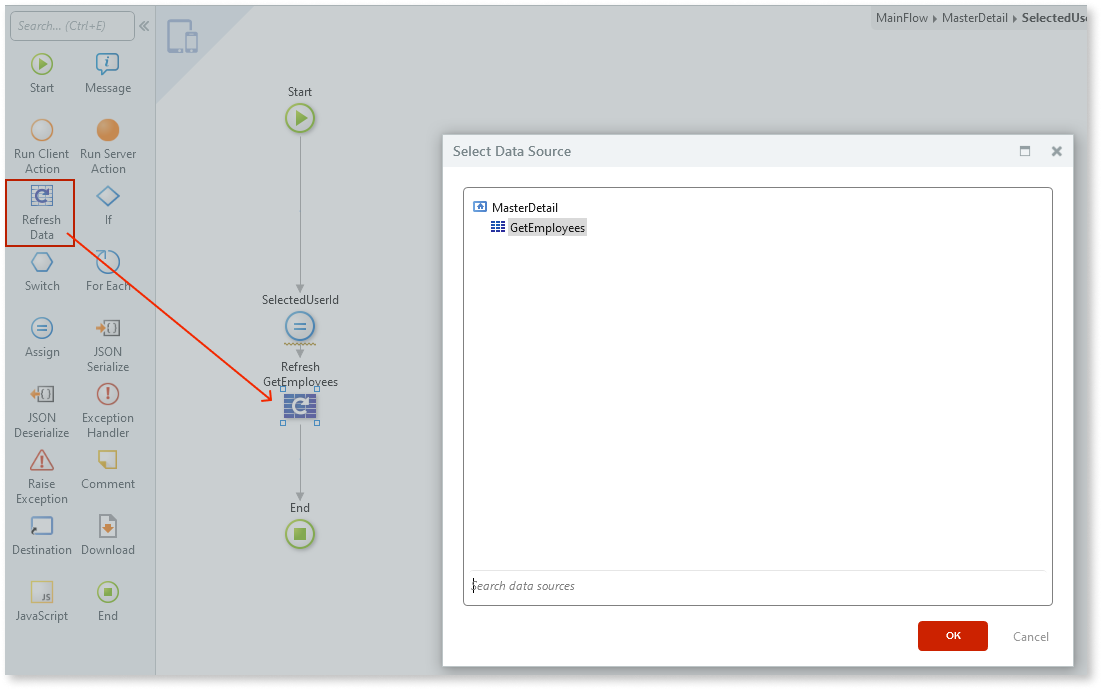 Search... (Ctrl+E)
Start
Message
Run Client
Action
Run Server
Action
Refresh
Data
If
Switch
For Each
Assign
JSON
Serialize
JSON
Deserialize
Exception
Handler
Raise
Exception
Comment
Destination
Download
JS
JavaScript
End
MainFlow
MasterDetail
SelectedUse
Start
SelectedUserId
Refresh
GetEmployees
End
Select Data Source
MasterDetail
GetEmployees
Search data sources
OK
Cancel